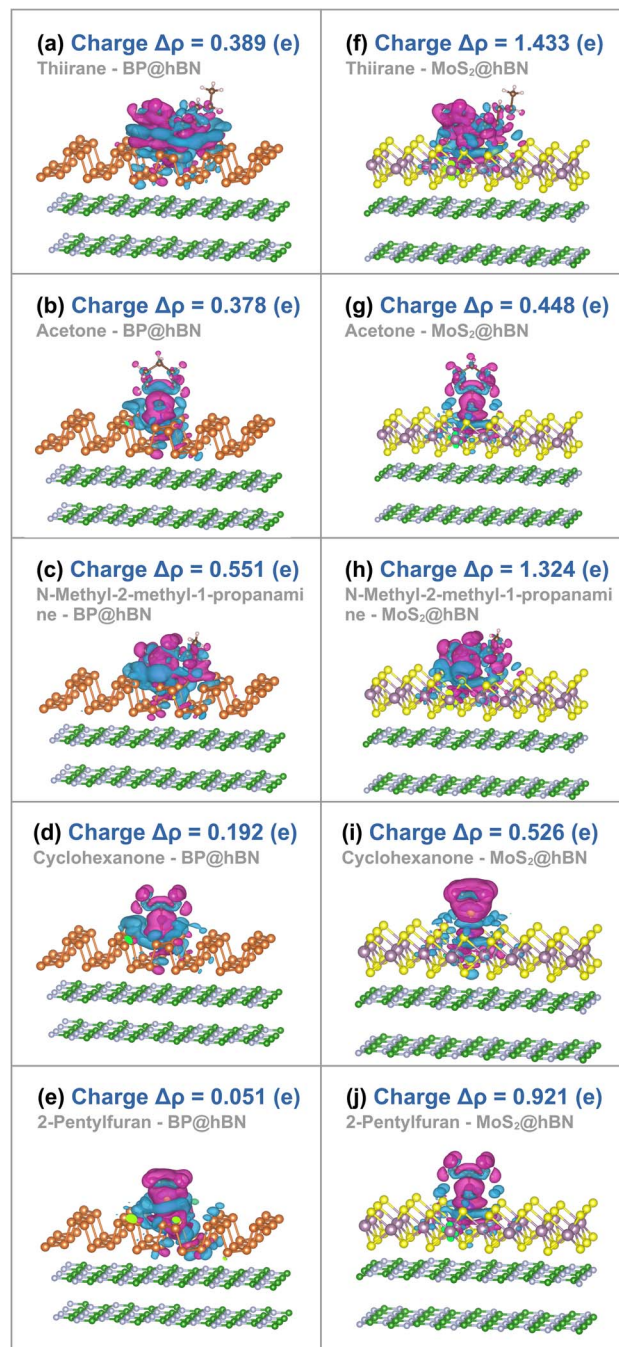 (a) Charge Δρ = 0.389 (e)
Thiirane - BP@hBN
(f) Charge Δρ = 1.433 (e)
Thiirane - MoS₂@hBN
(b) Charge Δρ = 0.378 (e)
Acetone - BP@hBN
(g) Charge Δρ = 0.448 (e)
Acetone - MoS₂@hBN
(c) Charge Δρ = 0.551 (e)
N-Methyl-2-methyl-1-propanami
ne - BP@hBN
(h) Charge Δρ = 1.324 (e)
N-Methyl-2-methyl-1-propanami
ne - MoS₂@hBN
(d) Charge Δρ = 0.192 (e)
Cyclohexanone - BP@hBN
(i) Charge Δρ = 0.526 (e)
Cyclohexanone - MoS₂@hBN
(e) Charge Δρ = 0.051 (e)
2-Pentylfuran - BP@hBN
(j) Charge Δρ = 0.921 (e)
2-Pentylfuran - MoS₂@hBN